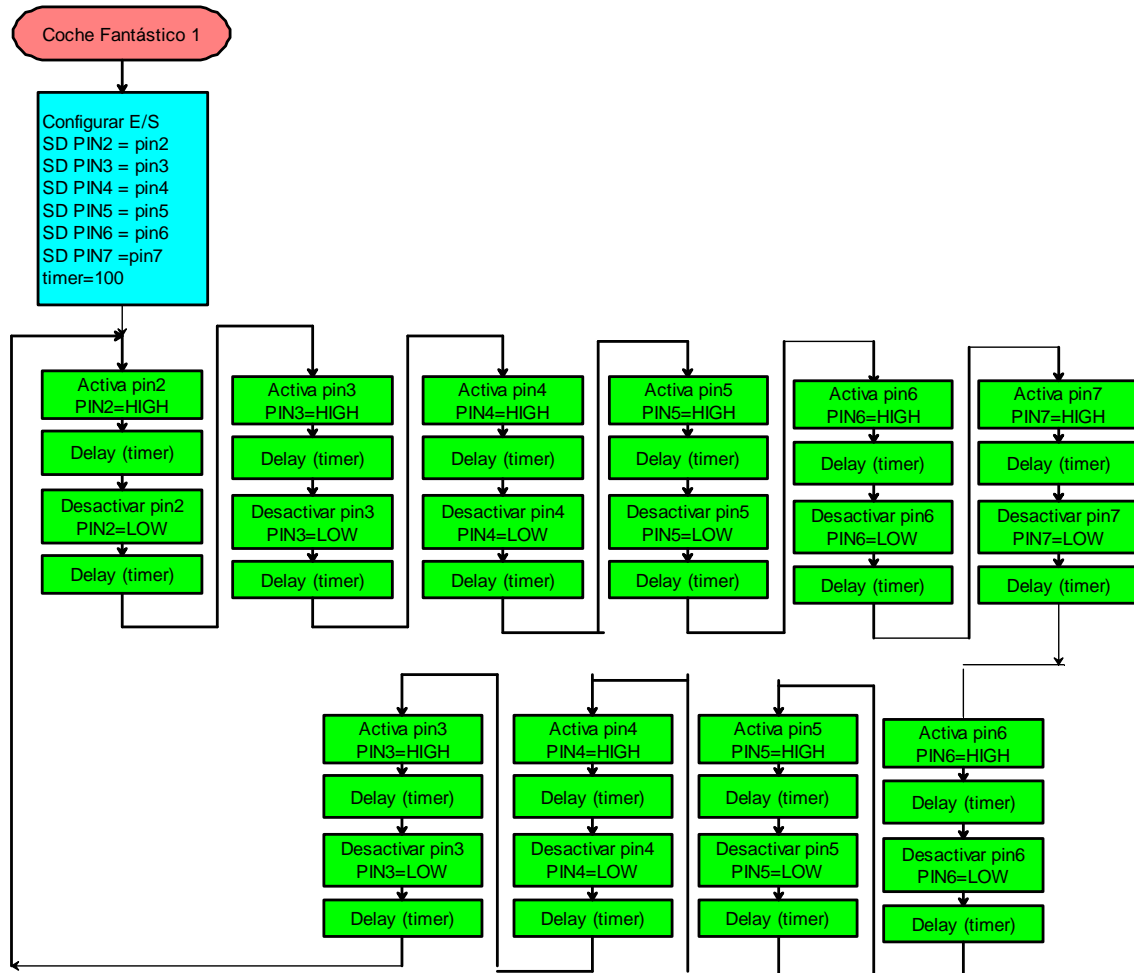 Coche Fantástico 1
Configurar E/S
SD PIN2 = pin2
SD PIN3 = pin3
SD PIN4 = pin4
SD PIN5 = pin5
SD PIN6 = pin6
SD PIN7 =pin7
timer=100
Activa pin2
PIN2=HIGH
Delay (timer)
Desactivar pin2
PIN2=LOW
Delay (timer)
Activa pin3
PIN3=HIGH
Delay (timer)
Desactivar pin3
PIN3=LOW
Delay (timer)
Activa pin4
PIN4=HIGH
Delay (timer)
Desactivar pin4
PIN4=LOW
Delay (timer)
Activa pin5
PIN5=HIGH
Delay (timer)
Desactivar pin5
PIN5=LOW
Delay (timer)
Activa pin6
PIN6=HIGH
Delay (timer)
Desactivar pin6
PIN6=LOW
Delay (timer)
Activa pin7
PIN7=HIGH
Delay (timer)
Desactivar pin7
PIN7=LOW
Delay (timer)
Activa pin6
PIN6=HIGH
Delay (timer)
Desactivar pin6
PIN6=LOW
Delay (timer)
Activa pin5
PIN5=HIGH
Delay (timer)
Desactivar pin5
PIN5=LOW
Delay (timer)
Activa pin4
PIN4=HIGH
Delay (timer)
Desactivar pin4
PIN4=LOW
Delay (timer)
Activa pin3
PIN3=HIGH
Delay (timer)
Desactivar pin3
PIN3=LOW
Delay (timer)